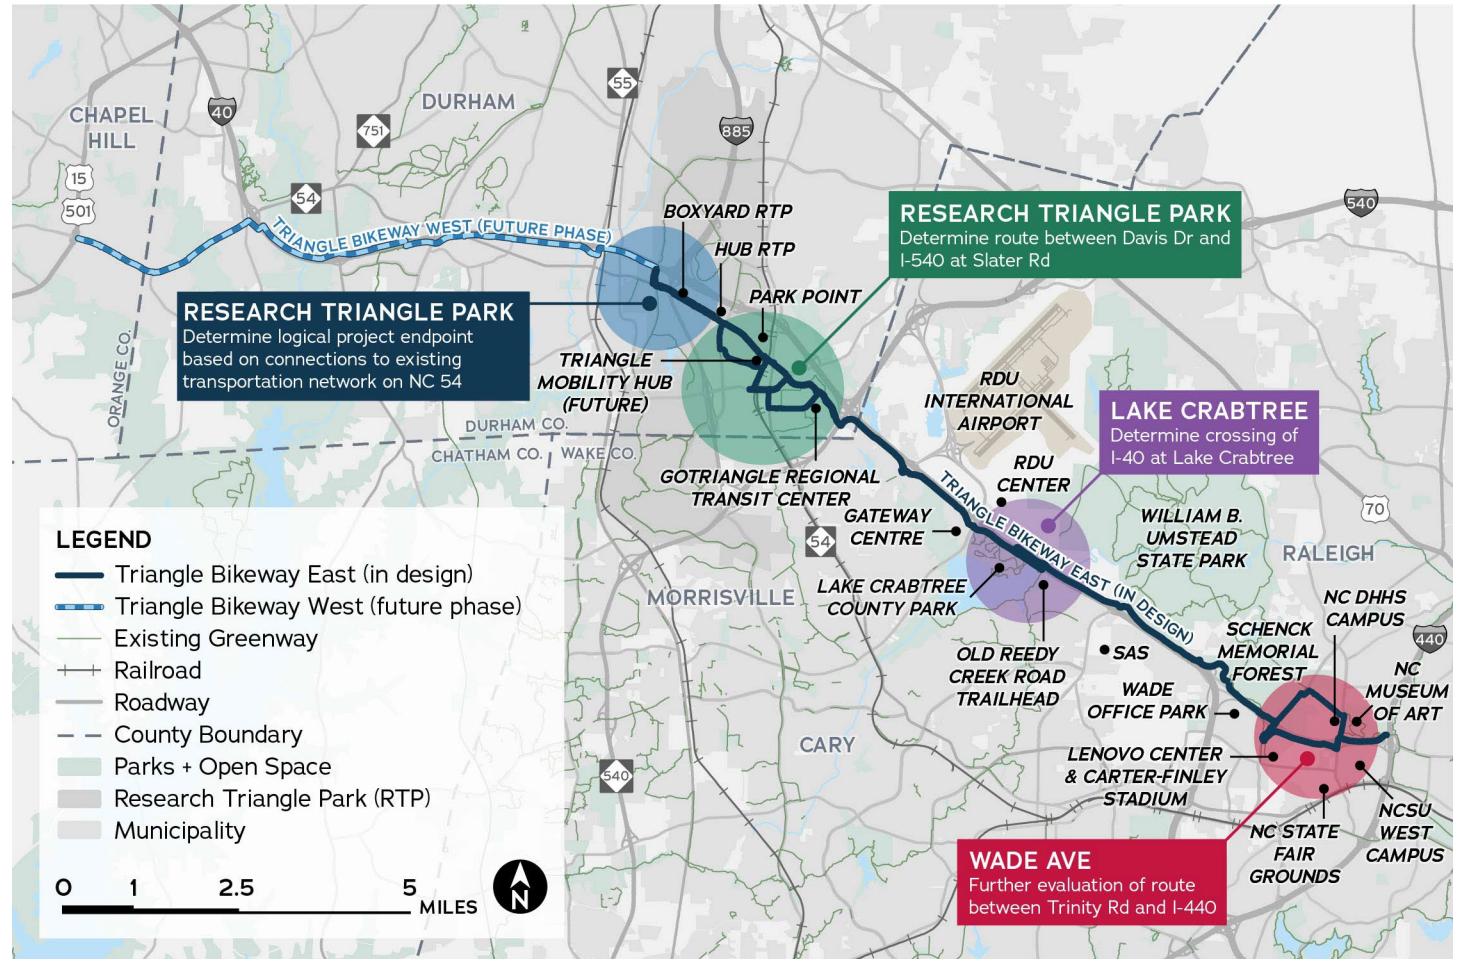 CHAPEL
HILL
40
751
DURHAM
55
885
15
501
54
TRIANGLE BIKEWAY WEST (FUTURE PHASE)
BOXYARD RTP
HUB RTP
PARK POINT
RESEARCH TRIANGLE PARK
Determine route between Davis Dr and
I-540 at Slater Rd
540
RESEARCH TRIANGLE PARK
Determine logical project endpoint
based on connections to existing
transportation network on NC 54
TRIANGLE
MOBILITY HUB
(FUTURE)
ORANGE CO.
DURHAM CO.
CHATHAM CO.
WAKE CO.
RDU
INTERNATIONAL
AIRPORT
LAKE CRABTREE
Determine crossing of
I-40 at Lake Crabtree
GOTRIANGLE REGIONAL
TRANSIT CENTER
RDU
CENTER
GATEWAY
CENTRE
54
TRIANGLE BIKEWAY EAST (IN DESIGN)
WILLIAM B.
UMSTEAD
STATE PARK
70
RALEIGH
MORRISVILLE
LAKE CRABTREE
COUNTY PARK
OLD REEDY
CREEK ROAD
TRAILHEAD
SAS
WADE
OFFICE PARK
SCHENCK
MEMORIAL
FOREST
NC DHHS
CAMPUS
440
NC
MUSEUM
OF ART
CARY
540
LENOVO CENTER
& CARTER-FINLEY
STADIUM
NC STATE
FAIR
GROUNDS
NCSU
WEST
CAMPUS
WADE AVE
Further evaluation of route
between Trinity Rd and I-440
LEGEND
Triangle Bikeway East (in design)
Triangle Bikeway West (future phase)
Existing Greenway
Railroad
Roadway
County Boundary
Parks + Open Space
Research Triangle Park (RTP)
Municipality
0 1 2.5 5 MILES
N